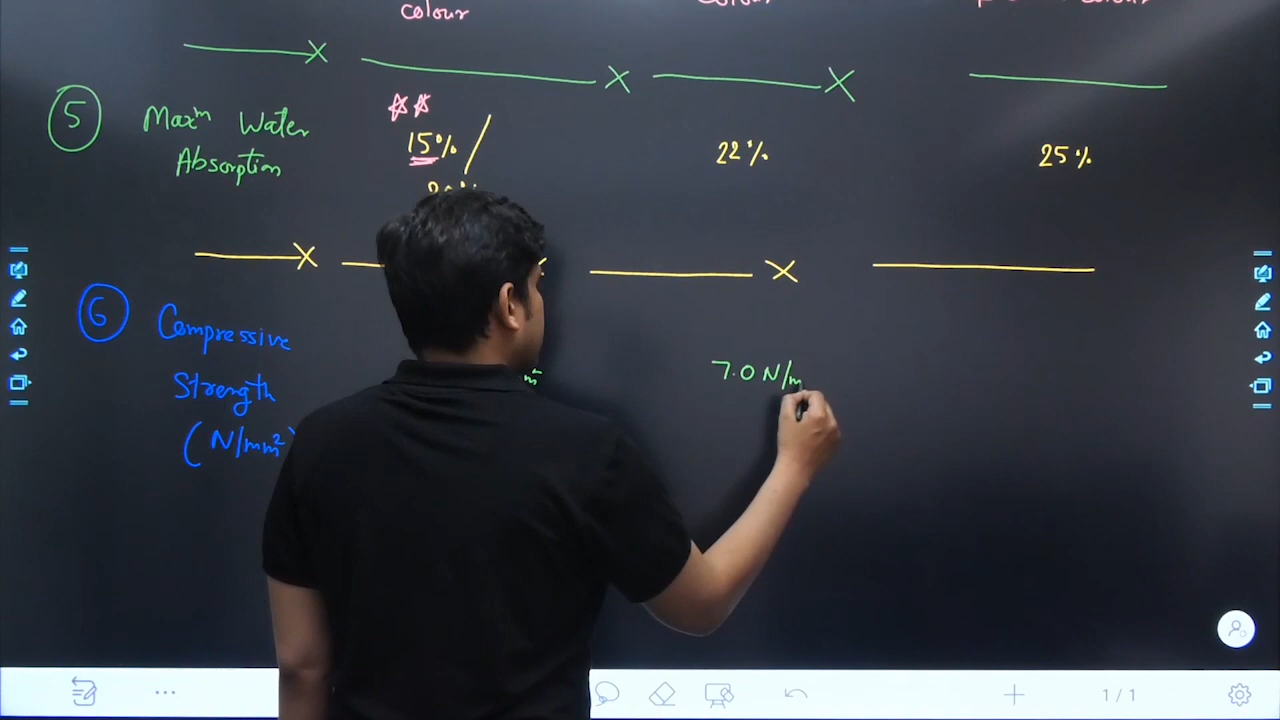 colour
5 Maxᵐ Water
Absorption
15%/
22%
25%
6 Compressive
Strength
(N/mm²
7.0 N/m
1/1